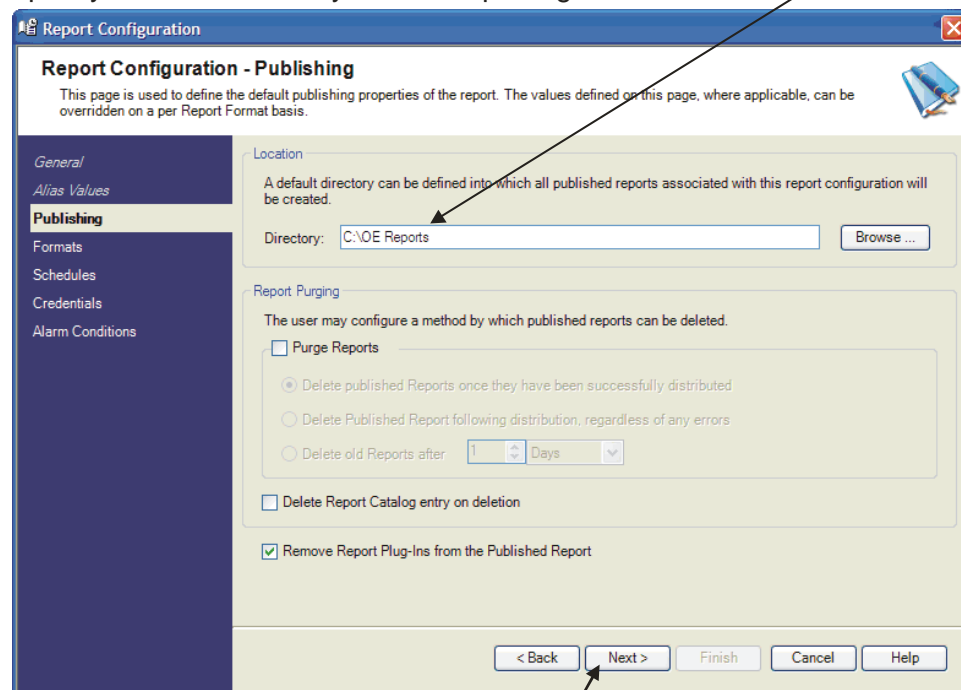 Report Configuration
Report Configuration - Publishing
This page is used to define the default publishing properties of the report. The values defined on this page, where applicable, can be
overridden on a per Report Format basis.
General
Alias Values
Publishing
Formats
Schedules
Credentials
Alarm Conditions
Location
A default directory can be defined into which all published reports associated with this report configuration will
be created.
Directory: C:\OE Reports Browse ...
Report Purging
The user may configure a method by which published reports can be deleted.
Purge Reports
Delete published Reports once they have been successfully distributed
Delete Published Report following distribution, regardless of any errors
Delete old Reports after 1 Days
Delete Report Catalog entry on deletion
Remove Report Plug-Ins from the Published Report
< Back Next > Finish Cancel Help